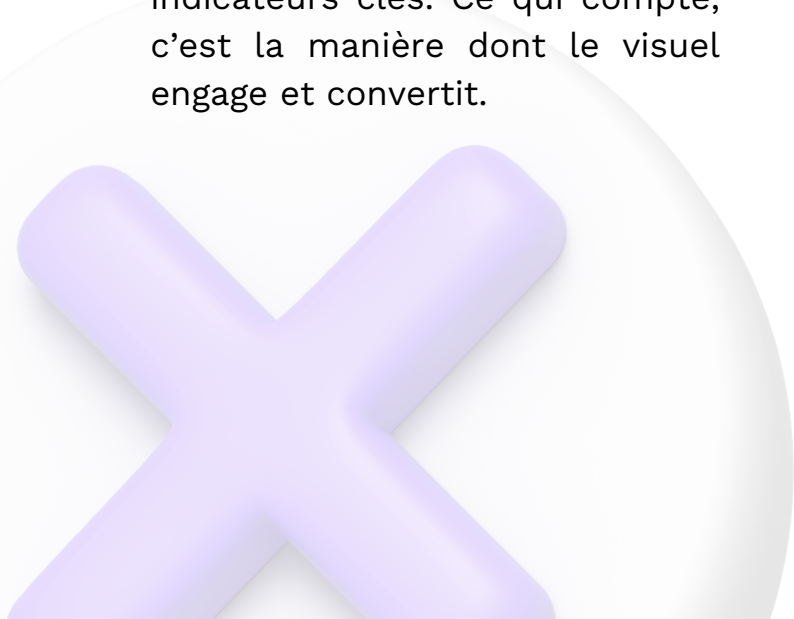 indicateurs clés. Ce qui compte,
c’est la manière dont le visuel
engage et convertit.